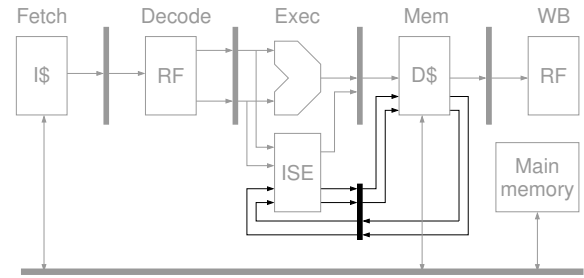 Fetch
Decode
Exec
Mem
WB
I$
RF
D$
RF
ISE
Main
memory